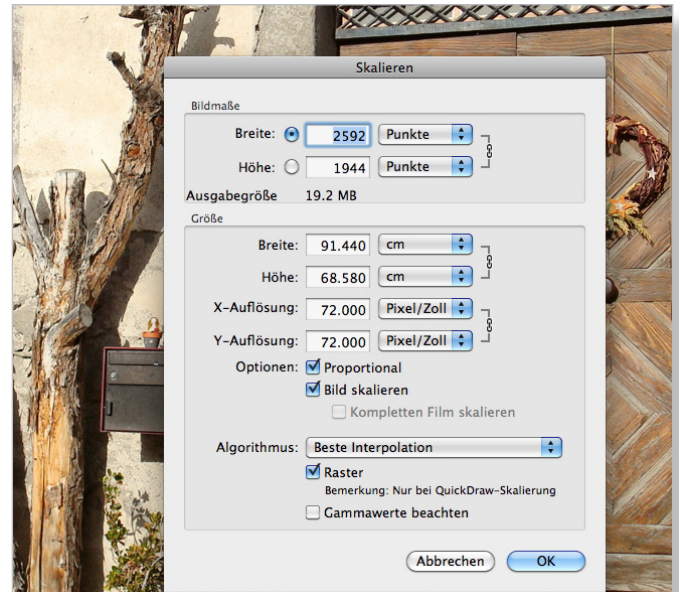 Skalieren
Bildmaße
Breite: 2592 Punkte
Höhe: 1944 Punkte
Ausgabegröße 19.2 MB
Größe
Breite: 91.440 cm
Höhe: 68.580 cm
X-Auflösung: 72.000 Pixel/Zoll
Y-Auflösung: 72.000 Pixel/Zoll
Optionen: Proportional
Bild skalieren
Kompletten Film skalieren
Algorithmus: Beste Interpolation
Raster
Bemerkung: Nur bei QuickDraw-Skalierung
Gammawerte beachten
Abbrechen OK